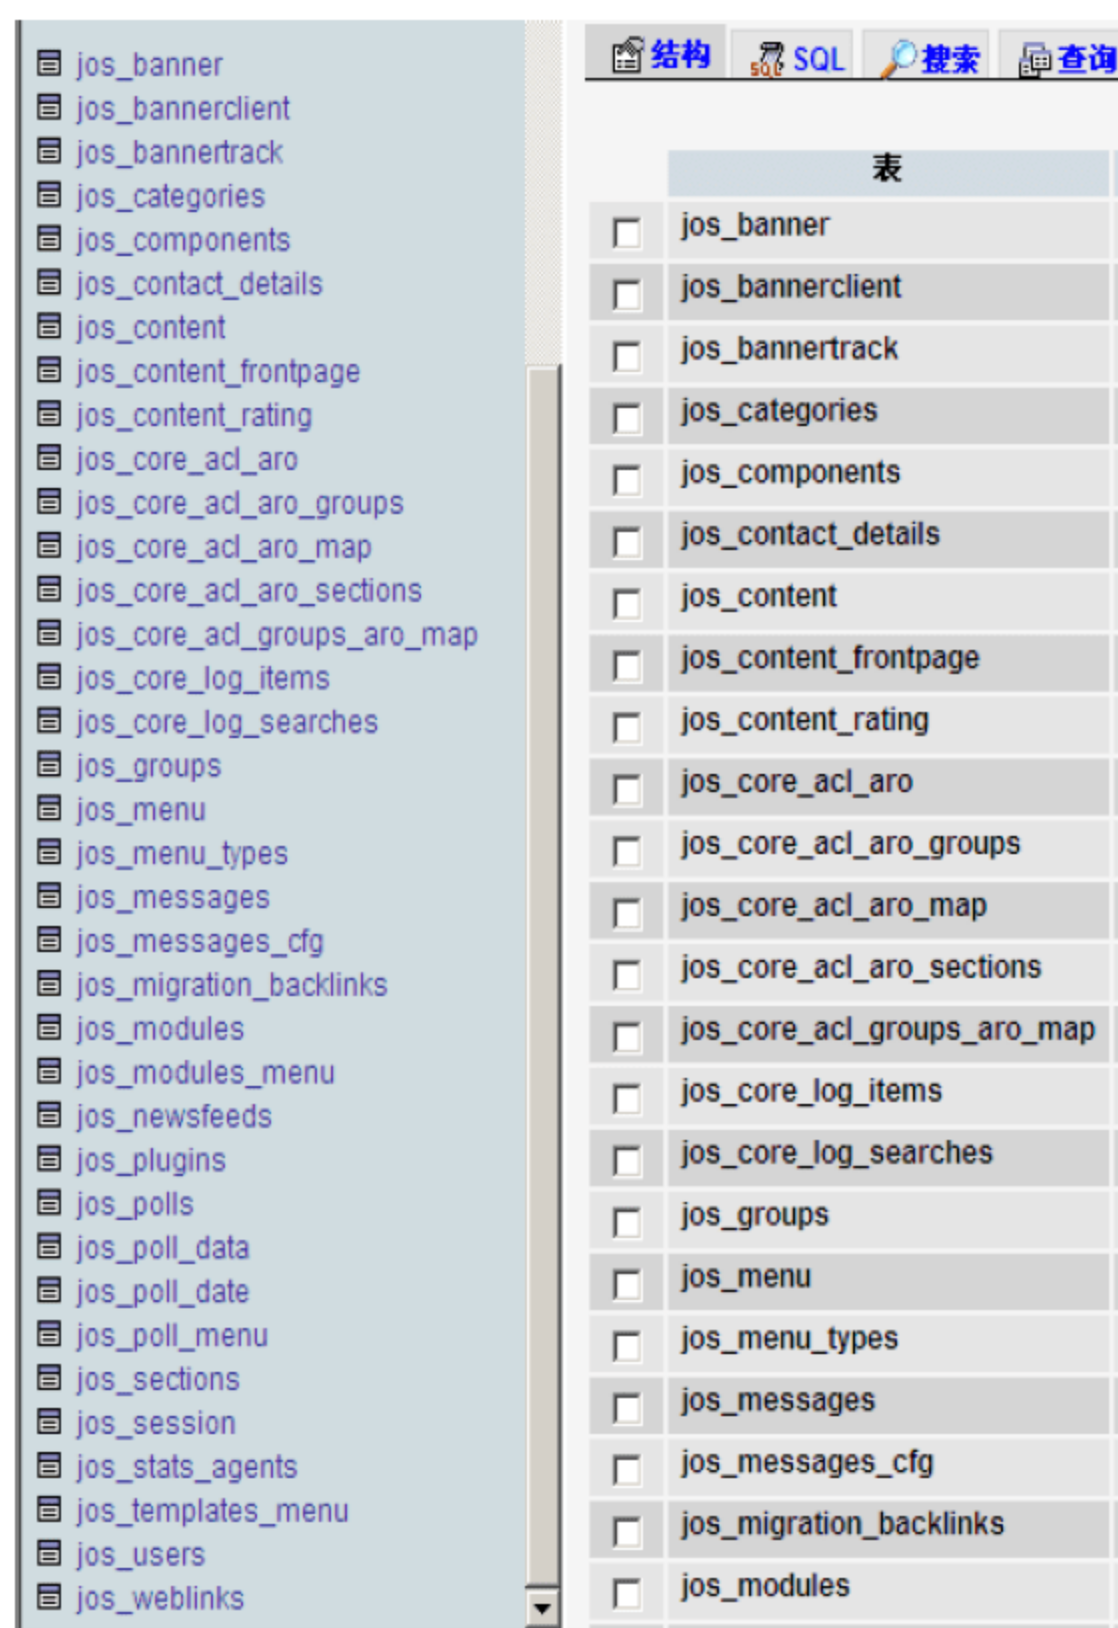 jos_banner
jos_bannerclient
jos_bannertrack
jos_categories
jos_components
jos_contact_details
jos_content
jos_content_frontpage
jos_content_rating
jos_core_acl_aro
jos_core_acl_aro_groups
jos_core_acl_aro_map
jos_core_acl_aro_sections
jos_core_acl_groups_aro_map
jos_core_log_items
jos_core_log_searches
jos_groups
jos_menu
jos_menu_types
jos_messages
jos_messages_cfg
jos_migration_backlinks
jos_modules
jos_modules_menu
jos_newsfeeds
jos_plugins
jos_polls
jos_poll_data
jos_poll_date
jos_poll_menu
jos_sections
jos_session
jos_stats_agents
jos_templates_menu
jos_users
jos_weblinks
结构 SQL 搜索 查询
表
jos_banner
jos_bannerclient
jos_bannertrack
jos_categories
jos_components
jos_contact_details
jos_content
jos_content_frontpage
jos_content_rating
jos_core_acl_aro
jos_core_acl_aro_groups
jos_core_acl_aro_map
jos_core_acl_aro_sections
jos_core_acl_groups_aro_map
jos_core_log_items
jos_core_log_searches
jos_groups
jos_menu
jos_menu_types
jos_messages
jos_messages_cfg
jos_migration_backlinks
jos_modules